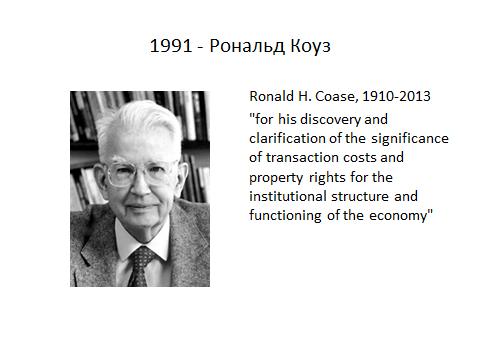 1991 - Рональд Коуз
Ronald H. Coase, 1910-2013
"for his discovery and
clarification of the significance
of transaction costs and
property rights for the
institutional structure and
functioning of the economy"